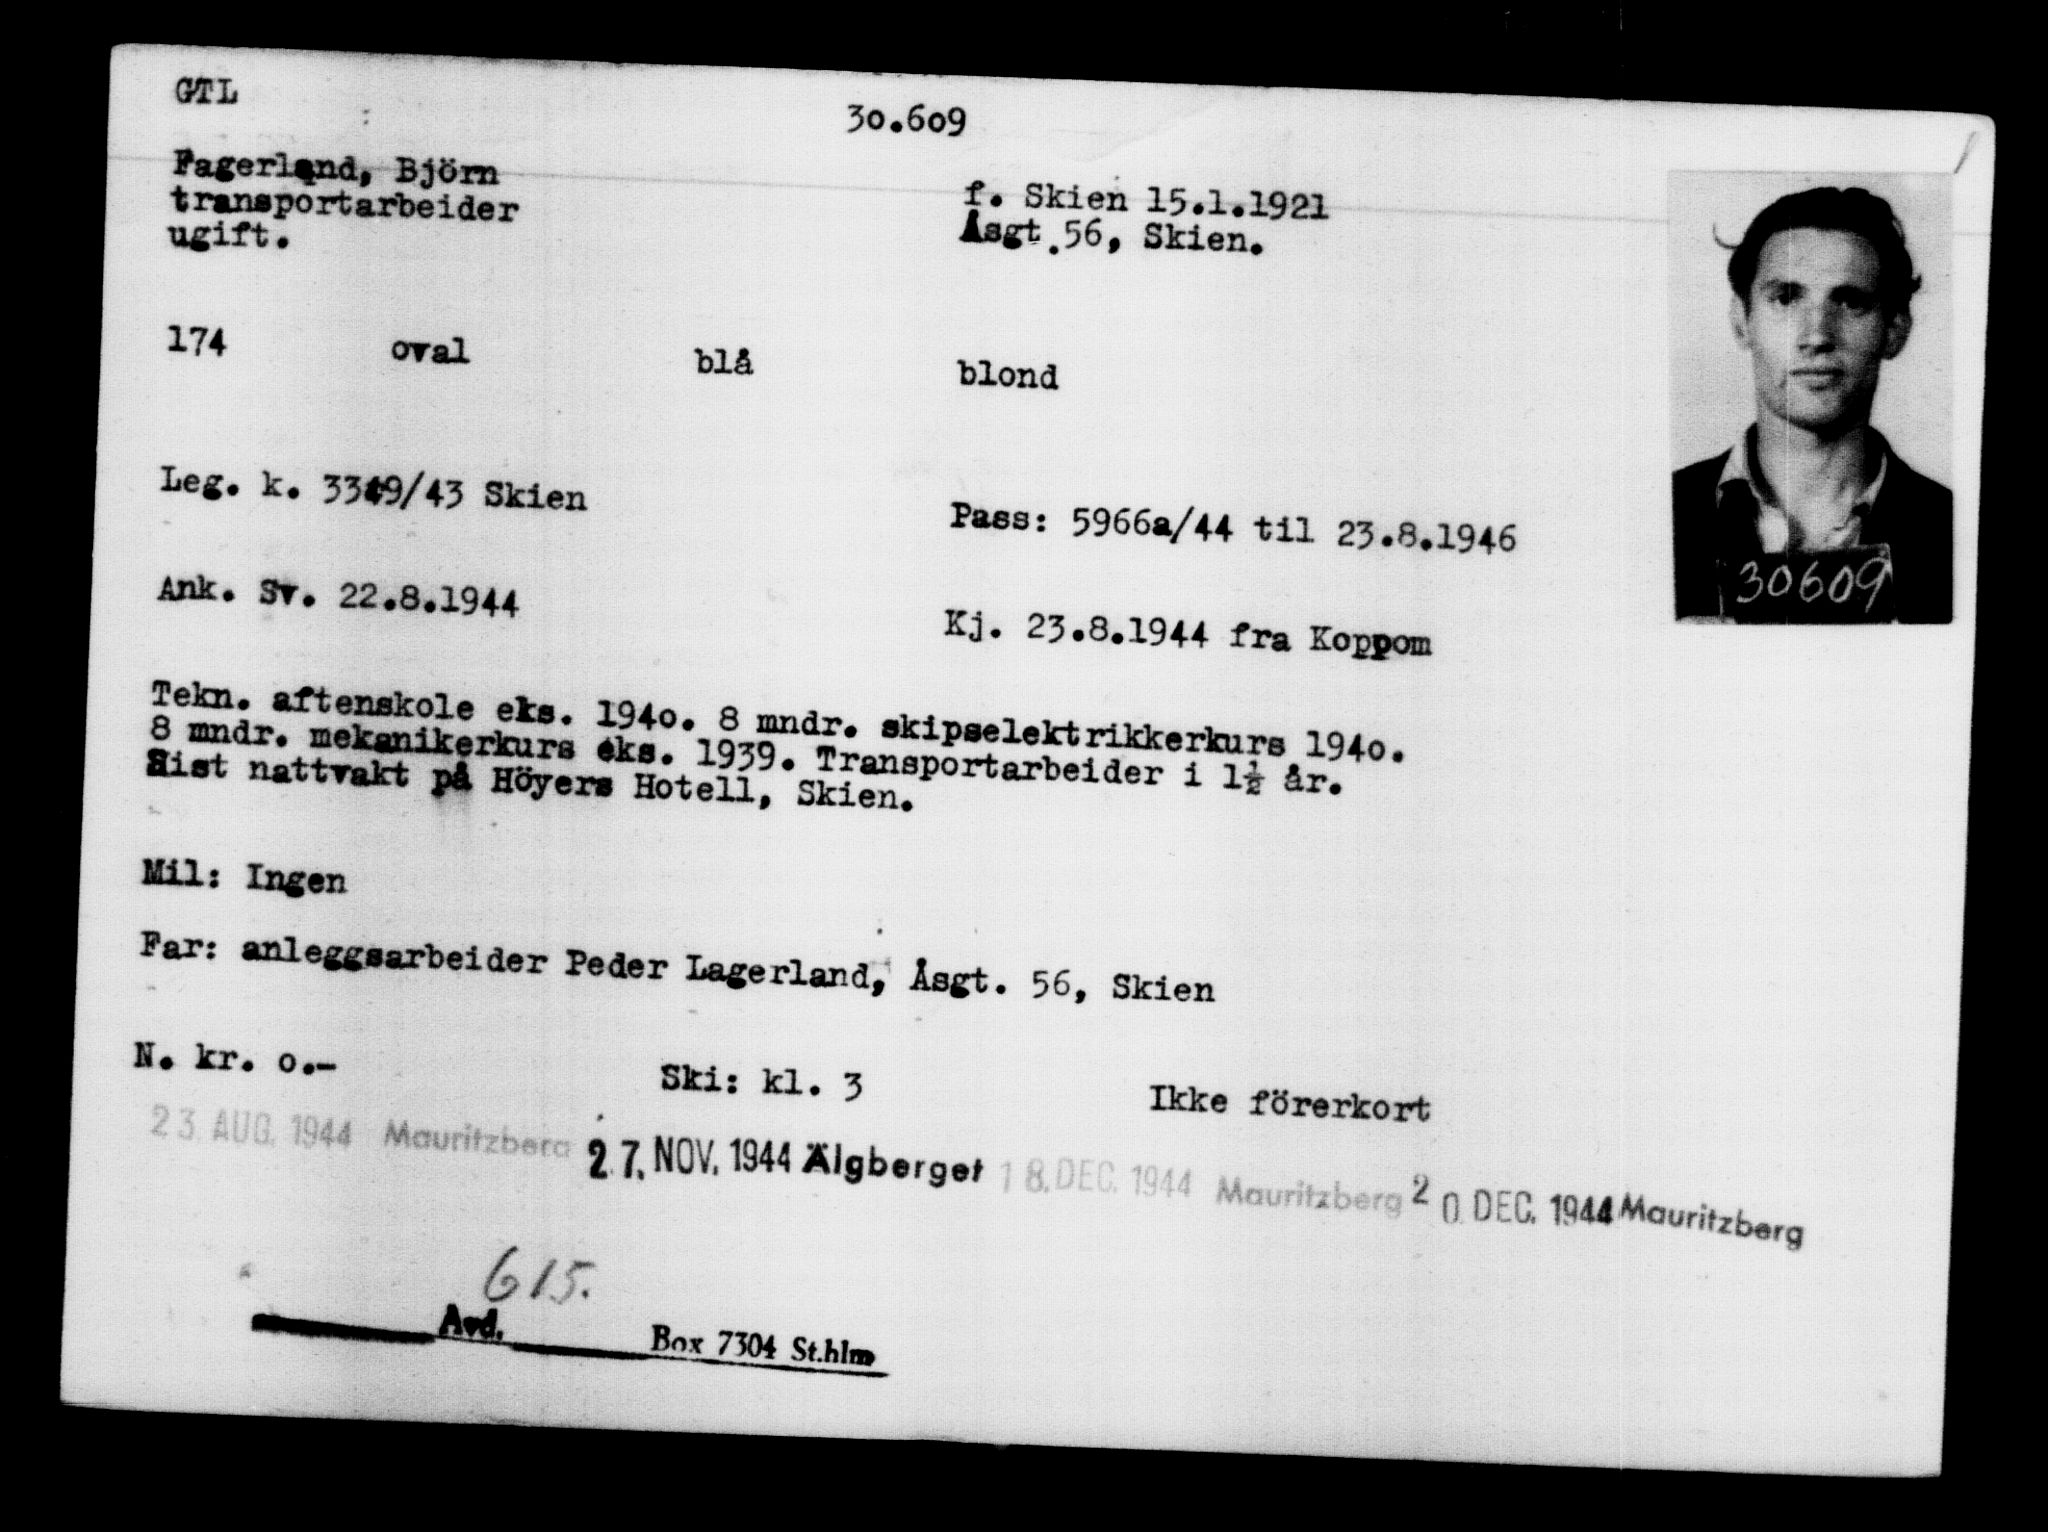 GTL
30.609
Fagerland, Björn
f. Skien 15.1.1921
transportarbeider
Åsgt. 56, Skien.
ugift.
174 oval blå blond
Leg. k. 3349/43 Skien
Pass: 5966a/44 til 23.8.1946
Ank. Sv. 22.8.1944
Kj. 23.8.1944 fra Koppom
30609
Tekn. aftenskole eks. 1940. 8 mndr. skipselektrikkerkurs 1940.
8 mndr. mekanikerkurs eks. 1939. Transportarbeider i 1½ år.
Sist nattvakt på Höyers Hotell, Skien.
Mil: Ingen
Far: anleggsarbeider Peder Lagerland, Åsgt. 56, Skien
N. kr. o.- Ski: kl. 3 Ikke förerkort
23. AUG. 1944 Mauritzberg 27. NOV. 1944 Älgberget 18. DEC. 1944 Mauritzberg 20 DEC. 1944 Mauritzberg
615.
Avd. Box 7304 St.hlm